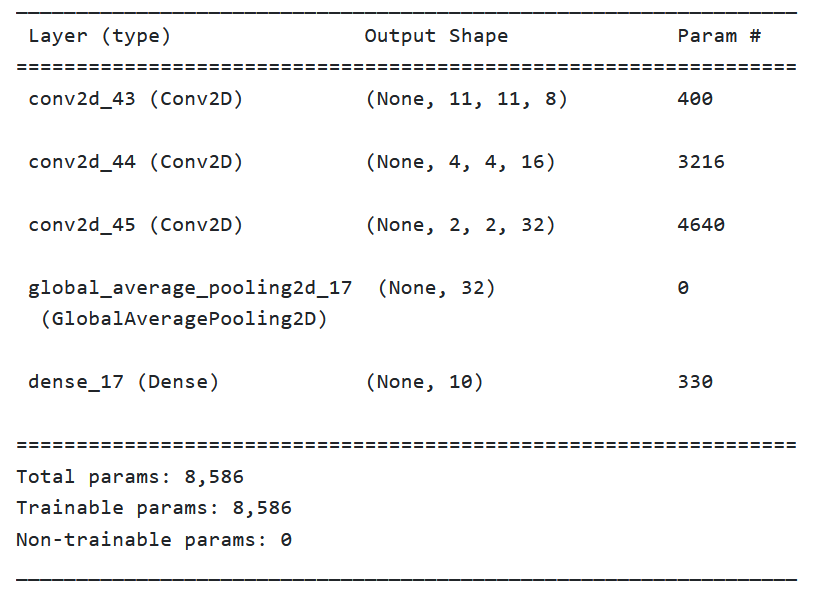 _________________________________________________________________
Layer (type) Output Shape Param #
=================================================================
conv2d_43 (Conv2D) (None, 11, 11, 8) 400
conv2d_44 (Conv2D) (None, 4, 4, 16) 3216
conv2d_45 (Conv2D) (None, 2, 2, 32) 4640
global_average_pooling2d_17 (None, 32) 0
(GlobalAveragePooling2D)
dense_17 (Dense) (None, 10) 330
=================================================================
Total params: 8,586
Trainable params: 8,586
Non-trainable params: 0
_________________________________________________________________